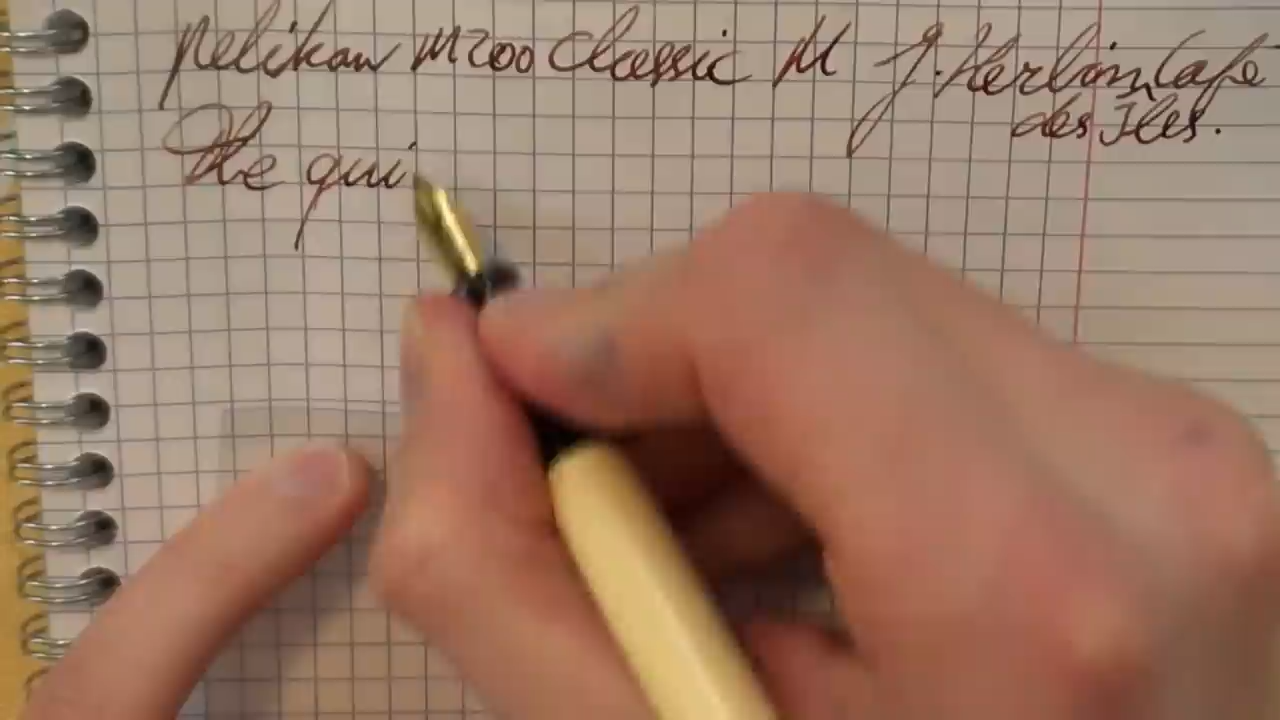 Pelikan M200 Classic M J. Herbin Café
des Iles.
The qui